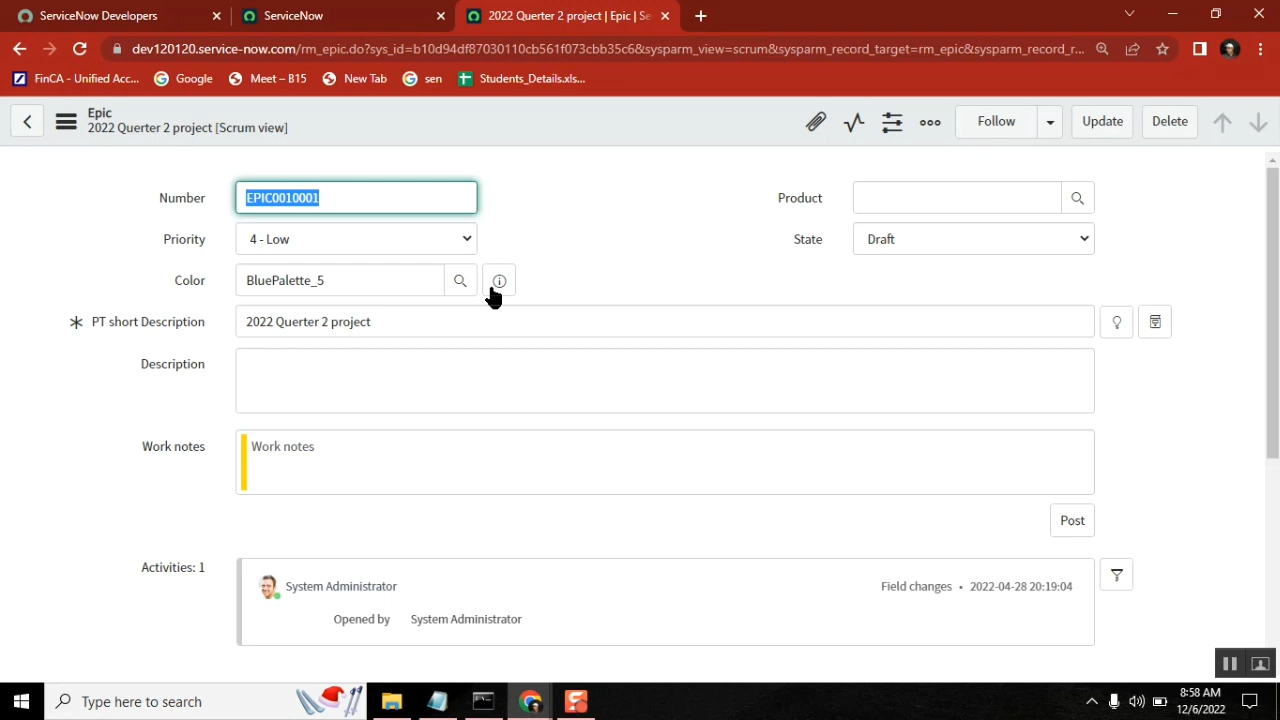 ServiceNow Developers
ServiceNow
2022 Querter 2 project | Epic | Se
dev120120.service-now.com/rm_epic.do?sys_id=b10d94df87030110cb561f073cbb35c6&sysparm_view=scrum&sysparm_record_target=rm_epic&sysparm_record_r...
FinCA - Unified Acc...
Google
Meet – B15
New Tab
sen
Students_Details.xls...
Epic
2022 Querter 2 project [Scrum view]
Follow
Update
Delete
Number
EPIC0010001
Product
Priority
4 - Low
State
Draft
Color
BluePalette_5
PT short Description
2022 Querter 2 project
Description
Work notes
Work notes
Post
Activities: 1
System Administrator
Field changes • 2022-04-28 20:19:04
Opened by
System Administrator
Type here to search
8:58 AM
12/6/2022